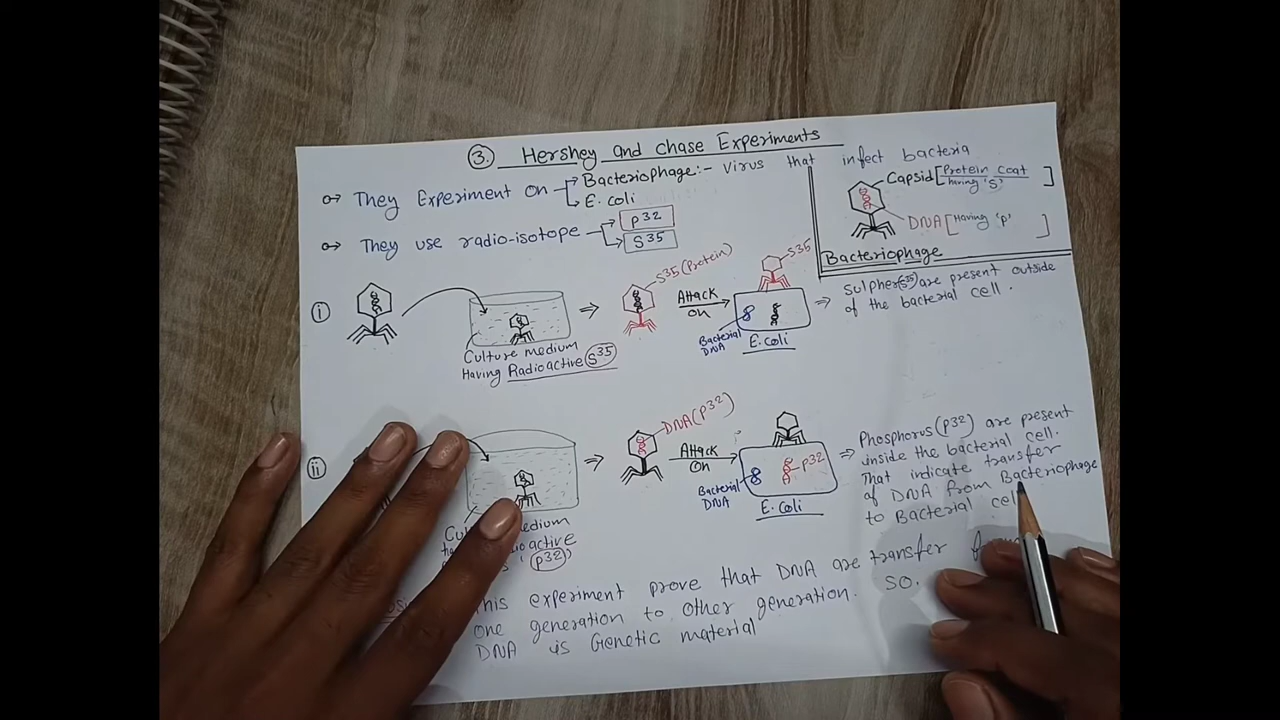 3. Hershey and chase Experiments
They Experiment on
Bacteriophage:- Virus that infect bacteria
E. coli
They use radio-isotope
P32
S35
Capsid [Protein Coat having 'S']
DNA [Having 'P']
Bacteriophage
i
Culture medium
Having Radioactive S35
S35 (Protein)
Attack
on
S35
Bacterial
DNA
E.coli
Sulpher(S35) are present outside
of the bacterial cell.
ii
medium
active
P32
DNA(P32)
Attack
on
P32
Bacterial
DNA
E.coli
Phosphorus (P32) are present
inside the bacterial cell.
That indicate transfer
of DNA from Bacteriophage
to Bacterial
This experiment prove that DNA are transfer
one generation to other generation. so.
DNA is Genetic material